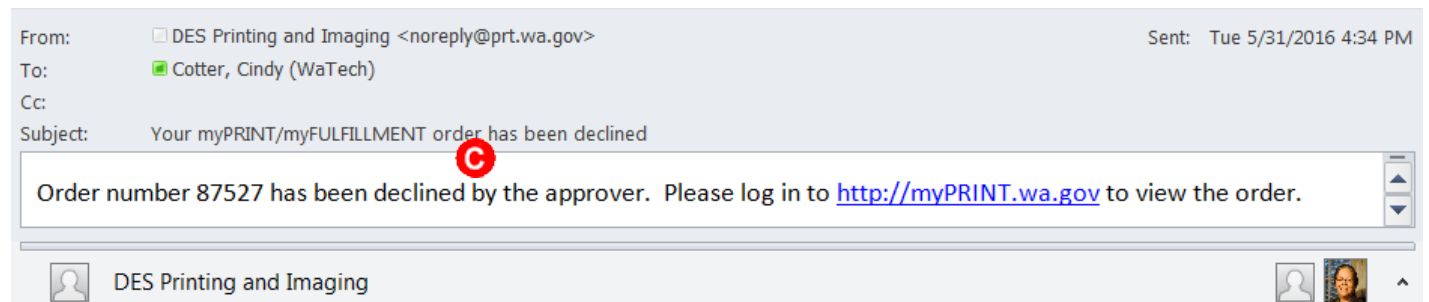 From: DES Printing and Imaging <noreply@prt.wa.gov> Sent: Tue 5/31/2016 4:34 PM
To: Cotter, Cindy (WaTech)
Cc:
Subject: Your myPRINT/myFULFILLMENT order has been declined
C
Order number 87527 has been declined by the approver. Please log in to http://myPRINT.wa.gov to view the order.
DES Printing and Imaging